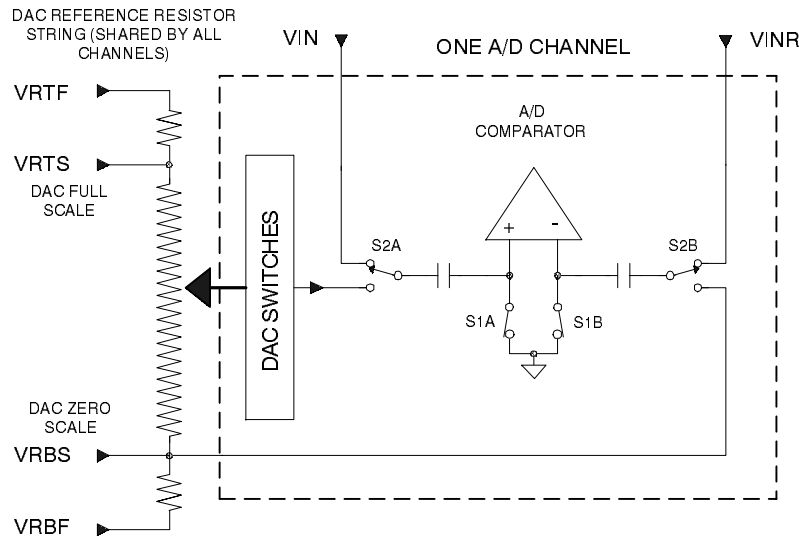 DAC REFERENCE RESISTOR
STRING (SHARED BY ALL
CHANNELS)
VIN
ONE A/D CHANNEL
VINR
VRTF
A/D
COMPARATOR
VRTS
DAC FULL
SCALE
DAC SWITCHES
+
-
S2A
S2B
S1A
S1B
DAC ZERO
SCALE
VRBS
VRBF